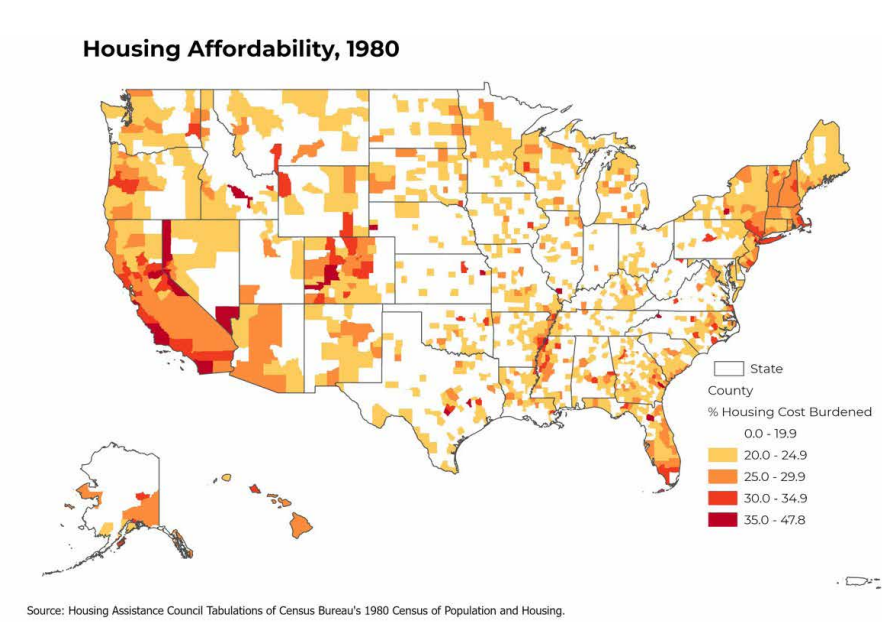 Housing Affordability, 1980
State
County
% Housing Cost Burdened
0.0 - 19.9
20.0 - 24.9
25.0 - 29.9
30.0 - 34.9
35.0 - 47.8
Source: Housing Assistance Council Tabulations of Census Bureau's 1980 Census of Population and Housing.